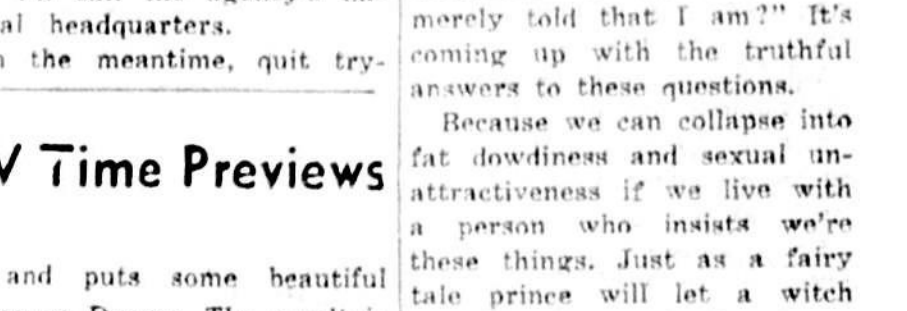 al headquarters.
the meantime, quit try-
Time Previews
and puts some beautiful
merely told that I am?" It's
coming up with the truthful
answers to these questions.
Because we can collapse into
fat dowdiness and sexual un-
attractiveness if we live with
a person who insists we're
these things. Just as a fairy
tale prince will let a witch